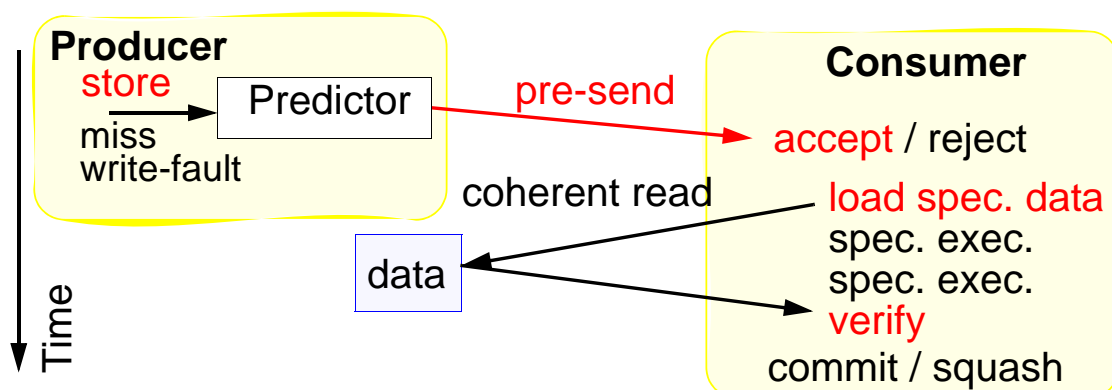 Producer
store
miss
write-fault
Predictor
pre-send
Consumer
accept / reject
coherent read
load spec. data
spec. exec.
spec. exec.
data
verify
commit / squash
Time